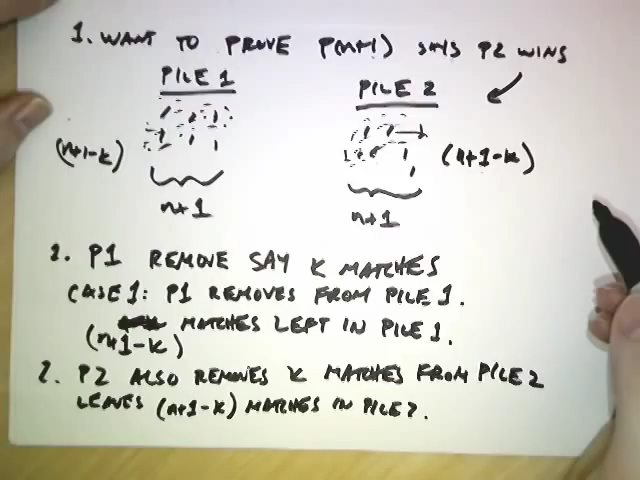 1. WANT TO PROVE P(n+1) SAYS P2 WINS
PILE 1 PILE 2
(n+1-k) (n+1-k)
n+1 n+1
2. P1 REMOVE SAY K MATCHES
CASE 1: P1 REMOVES FROM PILE 1.
(n+1-k) MATCHES LEFT IN PILE 1.
2. P2 ALSO REMOVES K MATCHES FROM PILE 2
LEAVES (n+1-k) MATCHES IN PILE 2.